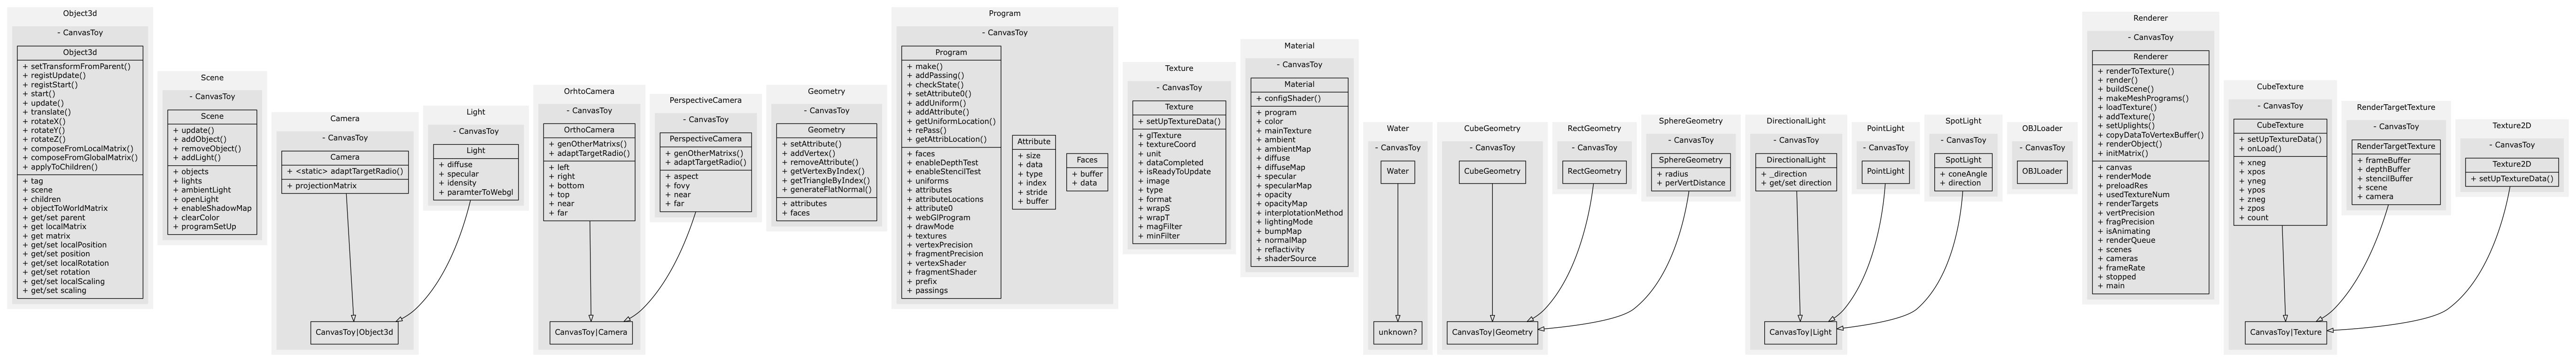 Object3d
- CanvasToy
Object3d
+ setTransformFromParent()
+ registUpdate()
+ registStart()
+ start()
+ update()
+ translate()
+ rotateX()
+ rotateY()
+ rotateZ()
+ composeFromLocalMatrix()
+ composeFromGlobalMatrix()
+ applyToChildren()
+ tag
+ scene
+ children
+ objectToWorldMatrix
+ get/set parent
+ get localMatrix
+ get matrix
+ get/set localPosition
+ get/set position
+ get/set localRotation
+ get/set rotation
+ get/set localScaling
+ get/set scaling
Scene
- CanvasToy
Scene
+ update()
+ addObject()
+ removeObject()
+ addLight()
+ objects
+ lights
+ ambientLight
+ openLight
+ enableShadowMap
+ clearColor
+ programSetUp
Camera
- CanvasToy
Camera
+ <static> adaptTargetRadio()
+ projectionMatrix
CanvasToy|Object3d
Light
- CanvasToy
Light
+ diffuse
+ specular
+ idensity
+ paramterToWebgl
OrhtoCamera
- CanvasToy
OrthoCamera
+ genOtherMatrixs()
+ adaptTargetRadio()
+ left
+ right
+ bottom
+ top
+ near
+ far
CanvasToy|Camera
PerspectiveCamera
- CanvasToy
PerspectiveCamera
+ genOtherMatrixs()
+ adaptTargetRadio()
+ aspect
+ fovy
+ near
+ far
Geometry
- CanvasToy
Geometry
+ setAttribute()
+ addVertex()
+ removeAttribute()
+ getVertexByIndex()
+ getTriangleByIndex()
+ generateFlatNormal()
+ attributes
+ faces
Program
- CanvasToy
Program
+ make()
+ addPassing()
+ checkState()
+ setAttribute0()
+ addUniform()
+ addAttribute()
+ getUniformLocation()
+ rePass()
+ getAttribLocation()
+ faces
+ enableDepthTest
+ enableStencilTest
+ uniforms
+ attributes
+ attributeLocations
+ attribute0
+ webGlProgram
+ drawMode
+ textures
+ vertexPrecision
+ fragmentPrecision
+ vertexShader
+ fragmentShader
+ prefix
+ passings
Attribute
+ size
+ data
+ type
+ index
+ stride
+ buffer
Faces
+ buffer
+ data
Texture
- CanvasToy
Texture
+ setUpTextureData()
+ glTexture
+ textureCoord
+ unit
+ dataCompleted
+ isReadyToUpdate
+ image
+ type
+ format
+ wrapS
+ wrapT
+ magFilter
+ minFilter
Material
- CanvasToy
Material
+ configShader()
+ program
+ color
+ mainTexture
+ ambient
+ ambientMap
+ diffuse
+ diffuseMap
+ specular
+ specularMap
+ opacity
+ opacityMap
+ interplotationMethod
+ lightingMode
+ bumpMap
+ normalMap
+ reflactivity
+ shaderSource
Water
- CanvasToy
Water
unknown?
CubeGeometry
- CanvasToy
CubeGeometry
CanvasToy|Geometry
RectGeometry
- CanvasToy
RectGeometry
SphereGeometry
- CanvasToy
SphereGeometry
+ radius
+ perVertDistance
DirectionalLight
- CanvasToy
DirectionalLight
+ _direction
+ get/set direction
CanvasToy|Light
PointLight
- CanvasToy
PointLight
SpotLight
- CanvasToy
SpotLight
+ coneAngle
+ direction
OBJLoader
- CanvasToy
OBJLoader
Renderer
- CanvasToy
Renderer
+ renderToTexture()
+ render()
+ buildScene()
+ makeMeshPrograms()
+ loadTexture()
+ addTexture()
+ setUplights()
+ copyDataToVertexBuffer()
+ renderObject()
+ initMatrix()
+ canvas
+ renderMode
+ preloadRes
+ usedTextureNum
+ renderTargets
+ vertPrecision
+ fragPrecision
+ isAnimating
+ renderQueue
+ scenes
+ cameras
+ frameRate
+ stopped
+ main
CubeTexture
- CanvasToy
CubeTexture
+ setUpTextureData()
+ onLoad()
+ xneg
+ xpos
+ yneg
+ ypos
+ zneg
+ zpos
+ count
CanvasToy|Texture
RenderTargetTexture
- CanvasToy
RenderTargetTexture
+ frameBuffer
+ depthBuffer
+ stencilBuffer
+ scene
+ camera
Texture2D
- CanvasToy
Texture2D
+ setUpTextureData()